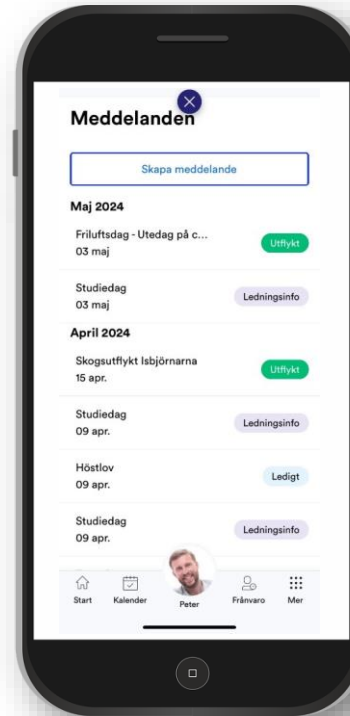 Meddelanden
Skapa meddelande
Maj 2024
Friluftsdag - Utedag på c...
03 maj
Utflykt
Studiedag
03 maj
Ledningsinfo
April 2024
Skogsutflykt Isbjörnarna
15 apr.
Utflykt
Studiedag
09 apr.
Ledningsinfo
Höstlov
09 apr.
Ledigt
Studiedag
09 apr.
Ledningsinfo
Start
Kalender
Peter
Frånvaro
Mer